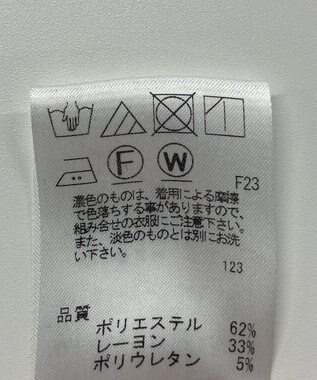 F W
F23
濃色のものは、着用による摩擦
で色落ちする事がありますので、
組み合せの衣服にご注意下さい。
また、淡色のものとは別にお洗
い下さい。
123
品質
ポリエステル 62%
レーヨン 33%
ポリウレタン 5%